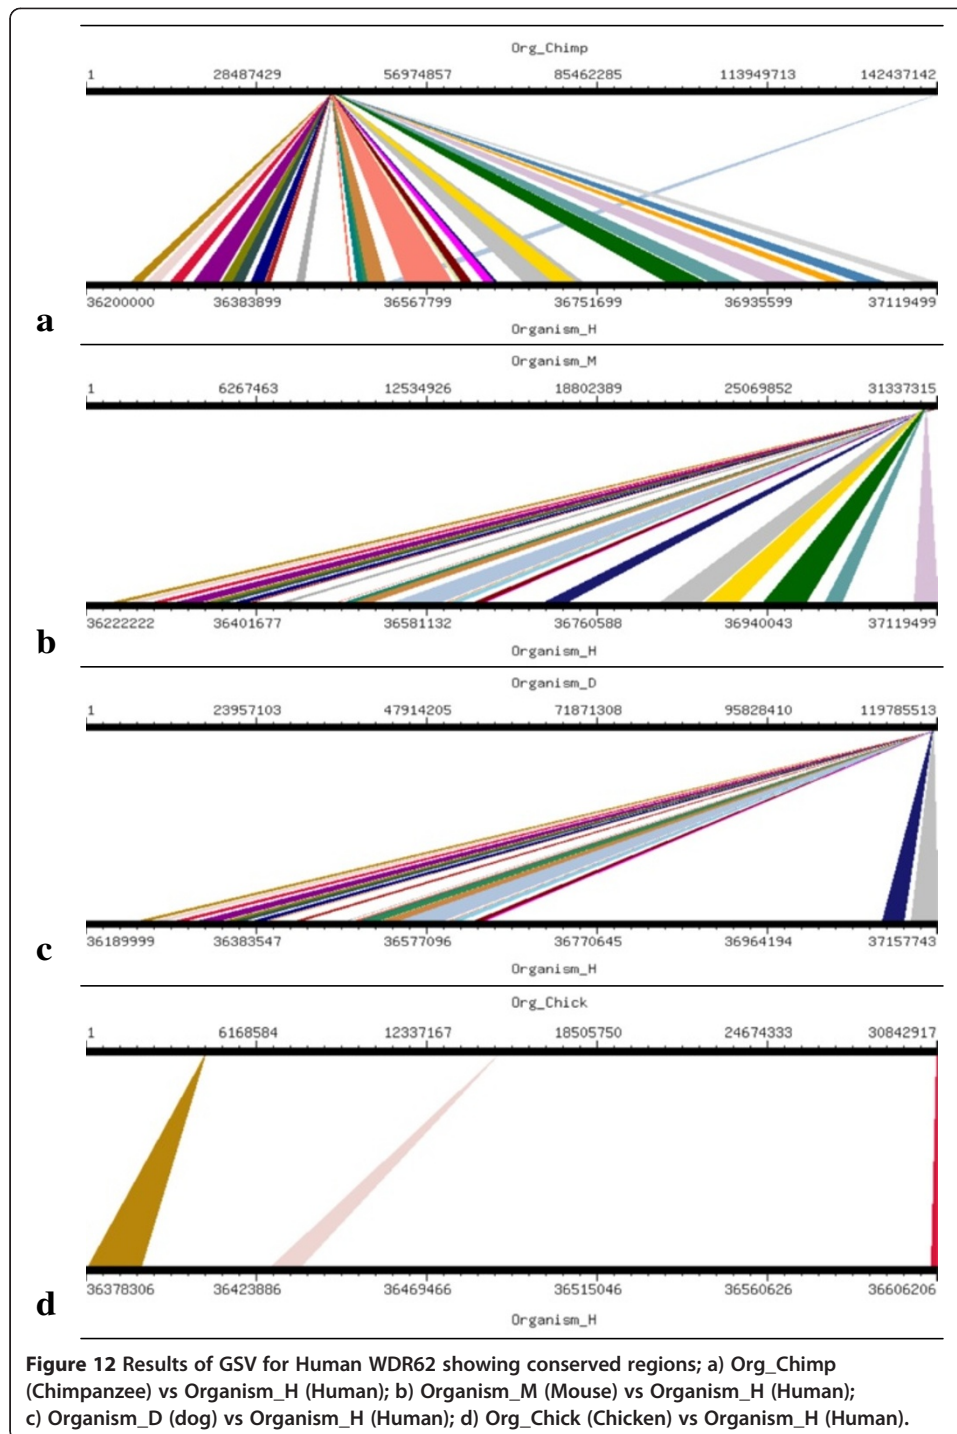 Org_Chimp
1 28487429 56974857 85462285 113949713 142437142
36200000 36383899 36567799 36751699 36935599 37119499
a
Organism_H
Organism_M
1 6267463 12534926 18802389 25069852 31337315
36222222 36401677 36581132 36760588 36940043 37119499
b
Organism_H
Organism_D
1 23957103 47914205 71871308 95828410 119785513
36189999 36383547 36577096 36770645 36964194 37157743
c
Organism_H
Org_Chick
1 6168584 12337167 18505750 24674333 30842917
36378306 36423886 36469466 36515046 36560626 36606206
d
Organism_H
Figure 12 Results of GSV for Human WDR62 showing conserved regions; a) Org_Chimp
(Chimpanzee) vs Organism_H (Human); b) Organism_M (Mouse) vs Organism_H (Human);
c) Organism_D (dog) vs Organism_H (Human); d) Org_Chick (Chicken) vs Organism_H (Human).